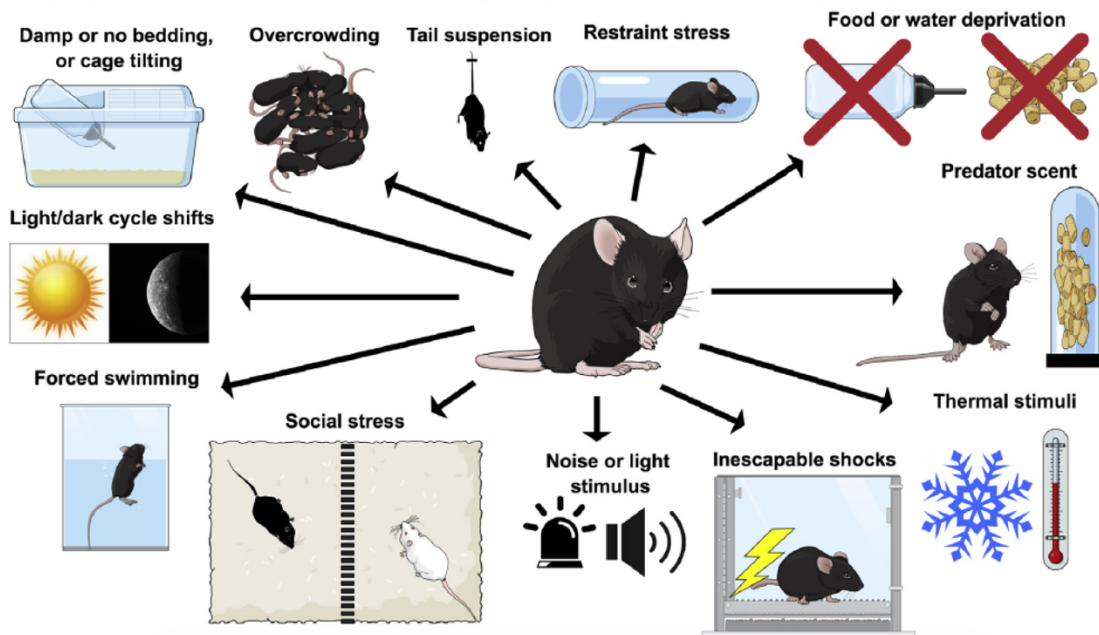 Damp or no bedding,
or cage tilting
Overcrowding
Tail suspension
Restraint stress
Food or water deprivation
Predator scent
Light/dark cycle shifts
Forced swimming
Social stress
Noise or light
stimulus
Inescapable shocks
Thermal stimuli